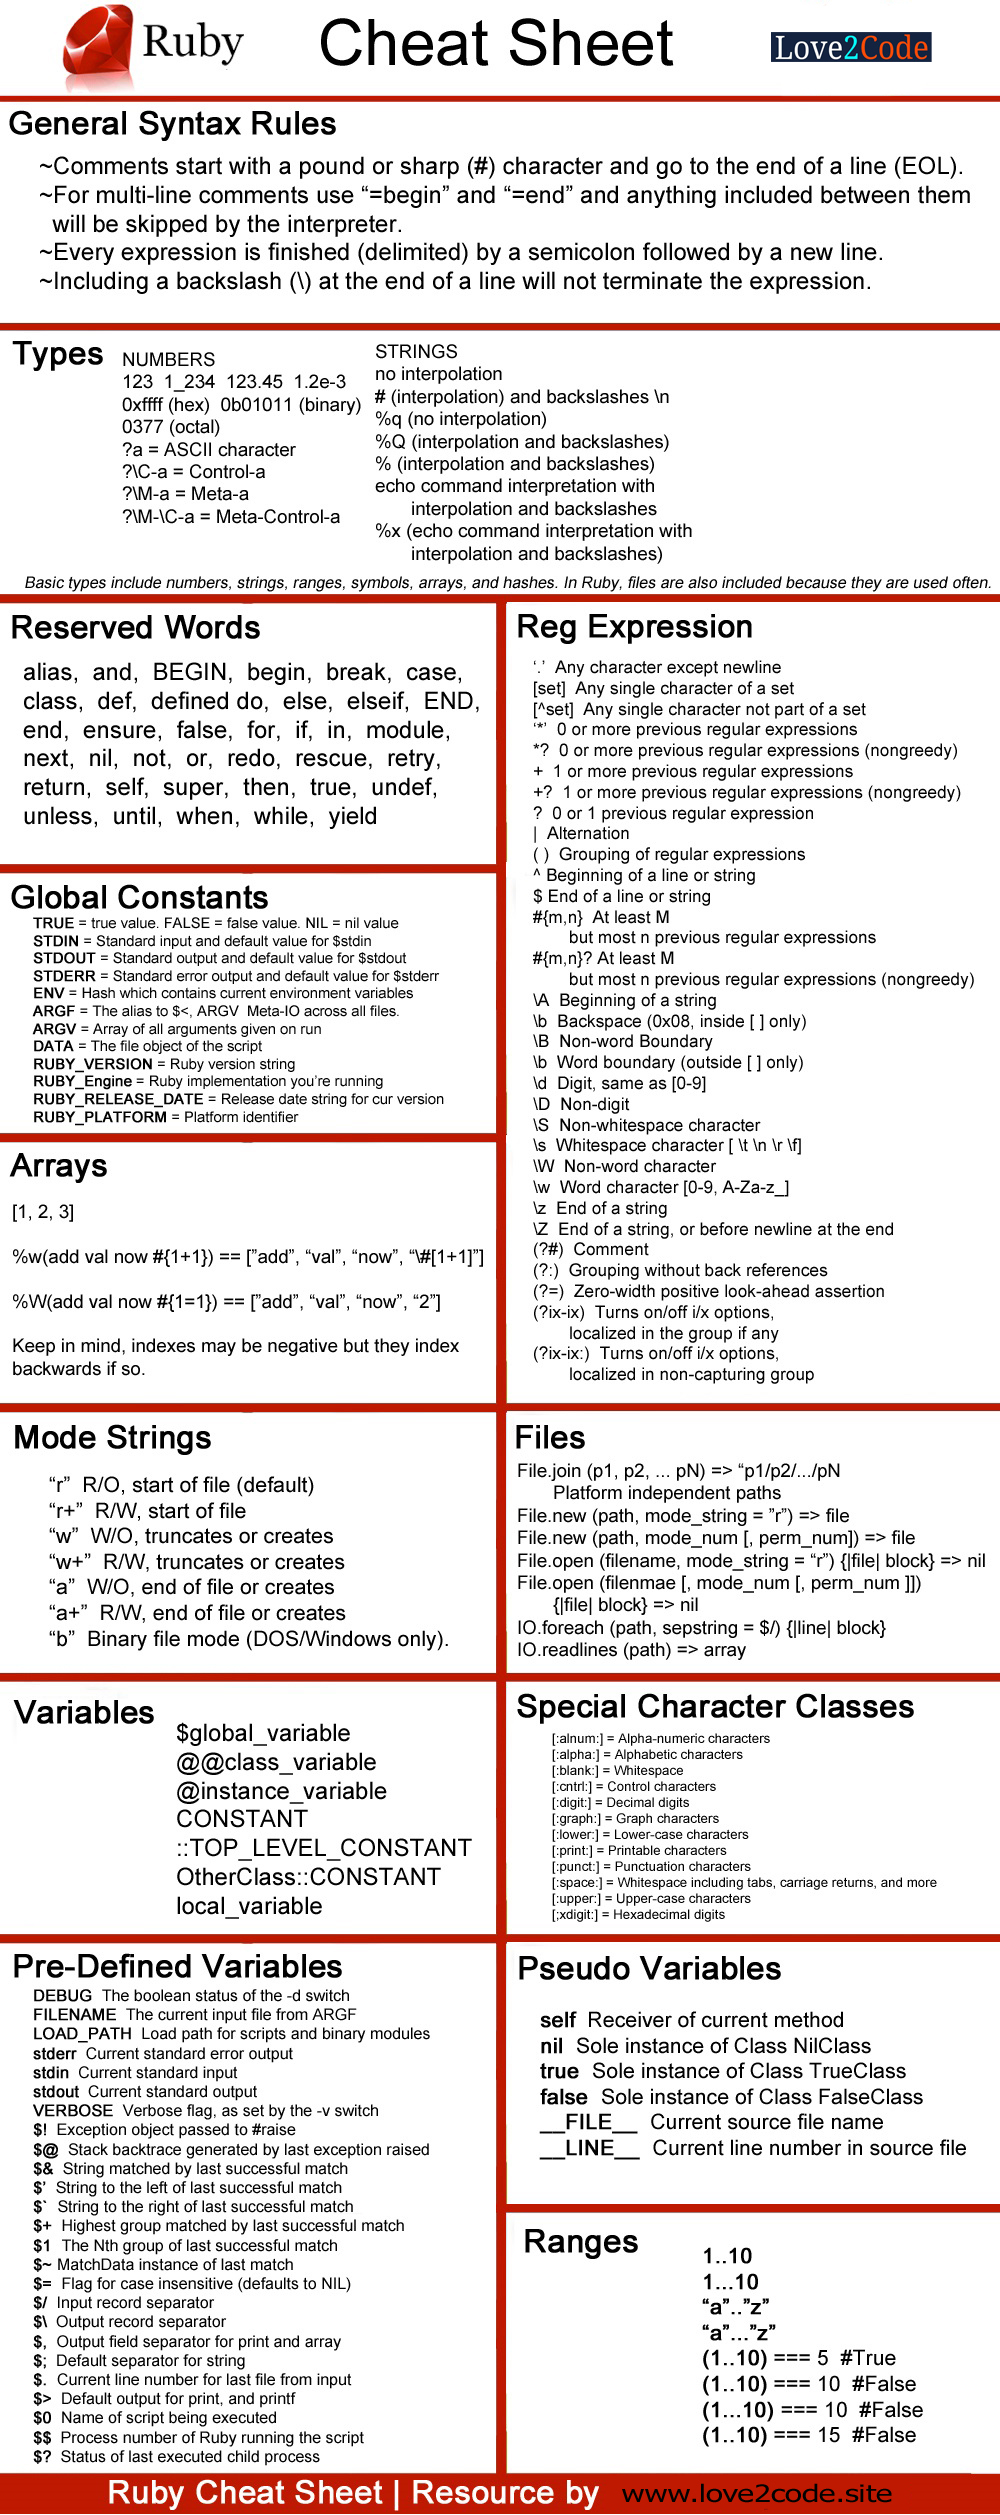 Ruby
Cheat Sheet
Love2Code
General Syntax Rules
~Comments start with a pound or sharp (#) character and go to the end of a line (EOL).
~For multi-line comments use “=begin” and “=end” and anything included between them
will be skipped by the interpreter.
~Every expression is finished (delimited) by a semicolon followed by a new line.
~Including a backslash (\) at the end of a line will not terminate the expression.
Types
NUMBERS
123 1_234 123.45 1.2e-3
0xffff (hex) 0b01011 (binary)
0377 (octal)
?a = ASCII character
?\C-a = Control-a
?\M-a = Meta-a
?\M-\C-a = Meta-Control-a
STRINGS
no interpolation
# (interpolation) and backslashes \n
%q (no interpolation)
%Q (interpolation and backslashes)
% (interpolation and backslashes)
echo command interpretation with
interpolation and backslashes
%x (echo command interpretation with
interpolation and backslashes)
Basic types include numbers, strings, ranges, symbols, arrays, and hashes. In Ruby, files are also included because they are used often.
Reserved Words
alias, and, BEGIN, begin, break, case,
class, def, defined do, else, elseif, END,
end, ensure, false, for, if, in, module,
next, nil, not, or, redo, rescue, retry,
return, self, super, then, true, undef,
unless, until, when, while, yield
Global Constants
TRUE = true value. FALSE = false value. NIL = nil value
STDIN = Standard input and default value for $stdin
STDOUT = Standard output and default value for $stdout
STDERR = Standard error output and default value for $stderr
ENV = Hash which contains current environment variables
ARGF = The alias to $<, ARGV Meta-IO across all files.
ARGV = Array of all arguments given on run
DATA = The file object of the script
RUBY_VERSION = Ruby version string
RUBY_Engine = Ruby implementation you’re running
RUBY_RELEASE_DATE = Release date string for cur version
RUBY_PLATFORM = Platform identifier
Arrays
[1, 2, 3]
%w(add val now #{1+1}) == [”add”, “val”, “now”, “\#[1+1]”]
%W(add val now #{1=1}) == [”add”, “val”, “now”, “2”]
Keep in mind, indexes may be negative but they index
backwards if so.
Reg Expression
‘.’ Any character except newline
[set] Any single character of a set
[^set] Any single character not part of a set
‘*’ 0 or more previous regular expressions
*? 0 or more previous regular expressions (nongreedy)
+ 1 or more previous regular expressions
+? 1 or more previous regular expressions (nongreedy)
? 0 or 1 previous regular expression
| Alternation
( ) Grouping of regular expressions
^ Beginning of a line or string
$ End of a line or string
#{m,n} At least M
but most n previous regular expressions
#{m,n}? At least M
but most n previous regular expressions (nongreedy)
\A Beginning of a string
\b Backspace (0x08, inside [ ] only)
\B Non-word Boundary
\b Word boundary (outside [ ] only)
\d Digit, same as [0-9]
\D Non-digit
\S Non-whitespace character
\s Whitespace character [ \t \n \r \f]
\W Non-word character
\w Word character [0-9, A-Za-z_]
\z End of a string
\Z End of a string, or before newline at the end
(?#) Comment
(?:) Grouping without back references
(?=) Zero-width positive look-ahead assertion
(?ix-ix) Turns on/off i/x options,
localized in the group if any
(?ix-ix:) Turns on/off i/x options,
localized in non-capturing group
Mode Strings
“r” R/O, start of file (default)
“r+” R/W, start of file
“w” W/O, truncates or creates
“w+” R/W, truncates or creates
“a” W/O, end of file or creates
“a+” R/W, end of file or creates
“b” Binary file mode (DOS/Windows only).
Files
File.join (p1, p2, ... pN) => “p1/p2/.../pN
Platform independent paths
File.new (path, mode_string = ”r”) => file
File.new (path, mode_num [, perm_num]) => file
File.open (filename, mode_string = “r”) {|file| block} => nil
File.open (filenmae [, mode_num [, perm_num ]])
{|file| block} => nil
IO.foreach (path, sepstring = $/) {|line| block}
IO.readlines (path) => array
Variables
$global_variable
@@class_variable
@instance_variable
CONSTANT
::TOP_LEVEL_CONSTANT
OtherClass::CONSTANT
local_variable
Special Character Classes
[:alnum:] = Alpha-numeric characters
[:alpha:] = Alphabetic characters
[:blank:] = Whitespace
[:cntrl:] = Control characters
[:digit:] = Decimal digits
[:graph:] = Graph characters
[:lower:] = Lower-case characters
[:print:] = Printable characters
[:punct:] = Punctuation characters
[:space:] = Whitespace including tabs, carriage returns, and more
[:upper:] = Upper-case characters
[;xdigit:] = Hexadecimal digits
Pre-Defined Variables
DEBUG The boolean status of the -d switch
FILENAME The current input file from ARGF
LOAD_PATH Load path for scripts and binary modules
stderr Current standard error output
stdin Current standard input
stdout Current standard output
VERBOSE Verbose flag, as set by the -v switch
$! Exception object passed to #raise
$@ Stack backtrace generated by last exception raised
$& String matched by last successful match
$’ String to the left of last successful match
$` String to the right of last successful match
$+ Highest group matched by last successful match
$1 The Nth group of last successful match
$~ MatchData instance of last match
$= Flag for case insensitive (defaults to NIL)
$/ Input record separator
$\ Output record separator
$, Output field separator for print and array
$; Default separator for string
$. Current line number for last file from input
$> Default output for print, and printf
$0 Name of script being executed
$$ Process number of Ruby running the script
$? Status of last executed child process
Pseudo Variables
self Receiver of current method
nil Sole instance of Class NilClass
true Sole instance of Class TrueClass
false Sole instance of Class FalseClass
__FILE__ Current source file name
__LINE__ Current line number in source file
Ranges
1..10
1...10
“a”..”z”
“a”...”z”
(1..10) === 5 #True
(1..10) === 10 #False
(1...10) === 10 #False
(1..10) === 15 #False
Ruby Cheat Sheet | Resource by www.love2code.site